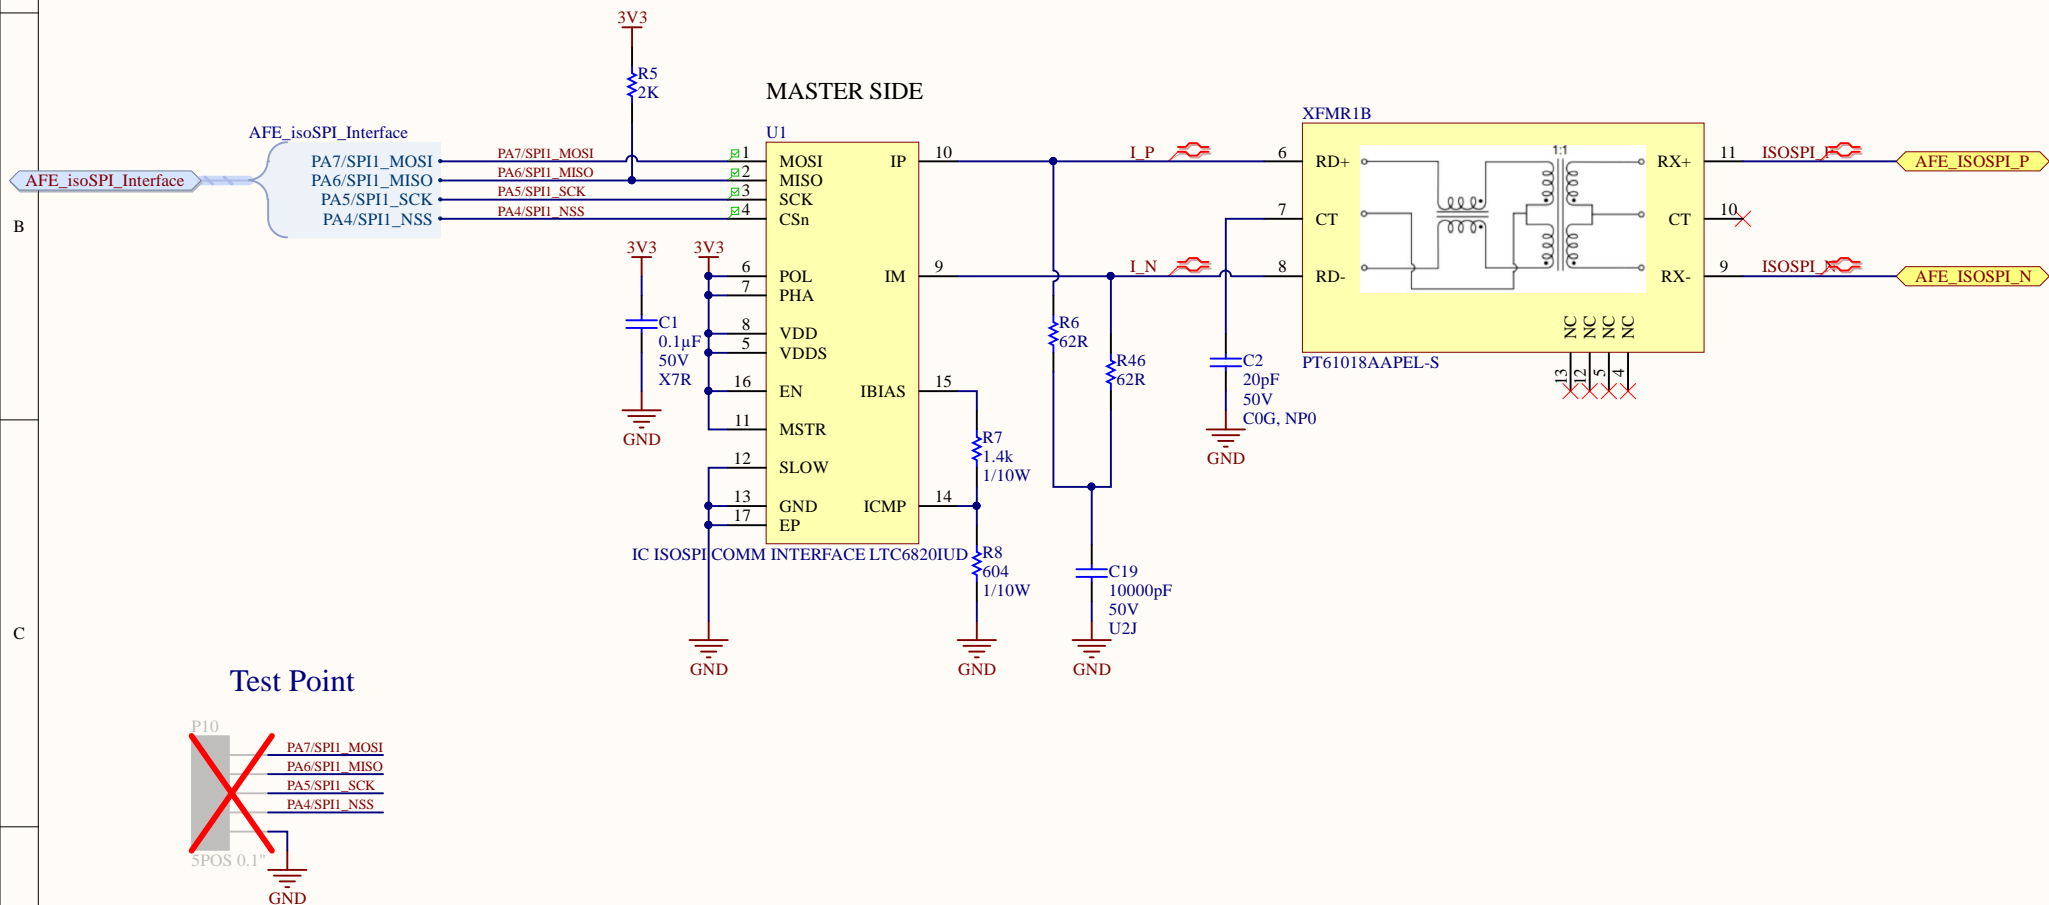 3V3
R5
2K
MASTER SIDE
AFE_isoSPI_Interface
AFE_isoSPI_Interface
PA7/SPI1_MOSI
PA6/SPI1_MISO
PA5/SPI1_SCK
PA4/SPI1_NSS
PA7/SPI1_MOSI
PA6/SPI1_MISO
PA5/SPI1_SCK
PA4/SPI1_NSS
U1
1 MOSI
2 MISO
3 SCK
4 CSn
6 POL
7 PHA
8 VDD
5 VDDS
16 EN
11 MSTR
12 SLOW
13 GND
17 EP
IP 10
IM 9
IBIAS 15
ICMP 14
IC ISOSPI COMM INTERFACE LTC6820IUD
3V3
3V3
C1
0.1µF
50V
X7R
GND
GND
R7
1.4k
1/10W
R8
604
1/10W
GND
I_P
I_N
R6
62R
R46
62R
C19
10000pF
50V
U2J
GND
C2
20pF
50V
C0G, NP0
GND
XFMR1B
6 RD+
7 CT
8 RD-
1:1
RX+ 11
CT 10
RX- 9
NC NC NC NC
13 12 5 4
PT61018AAPEL-S
AFE_ISOSPI_P
AFE_ISOSPI_N
B
C
Test Point
P10
PA7/SPI1_MOSI
PA6/SPI1_MISO
PA5/SPI1_SCK
PA4/SPI1_NSS
5POS 0.1"
GND